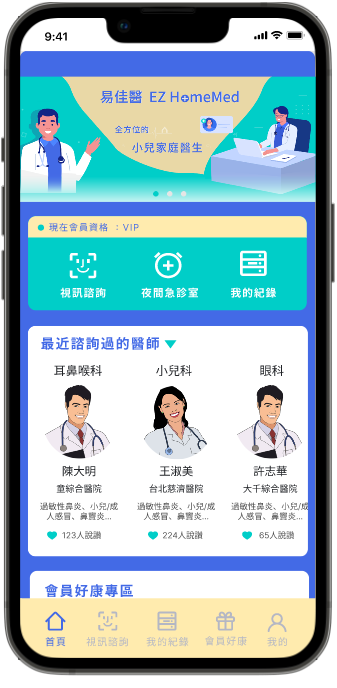 9:41
易佳醫 EZ HomeMed
全方位的
小兒家庭醫生
現在會員資格 ：VIP
視訊諮詢 夜間急診室 我的紀錄
最近諮詢過的醫師
耳鼻喉科 小兒科 眼科
陳大明 王淑美 許志華
童綜合醫院 台北慈濟醫院 大千綜合醫院
過敏性鼻炎、小兒/成 過敏性鼻炎、小兒/成 過敏性鼻炎、小兒/成
人感冒、鼻竇炎... 人感冒、鼻竇炎... 人感冒、鼻竇炎...
123人說讚 224人說讚 65人說讚
會員好康專區
首頁 視訊諮詢 我的紀錄 會員好康 我的